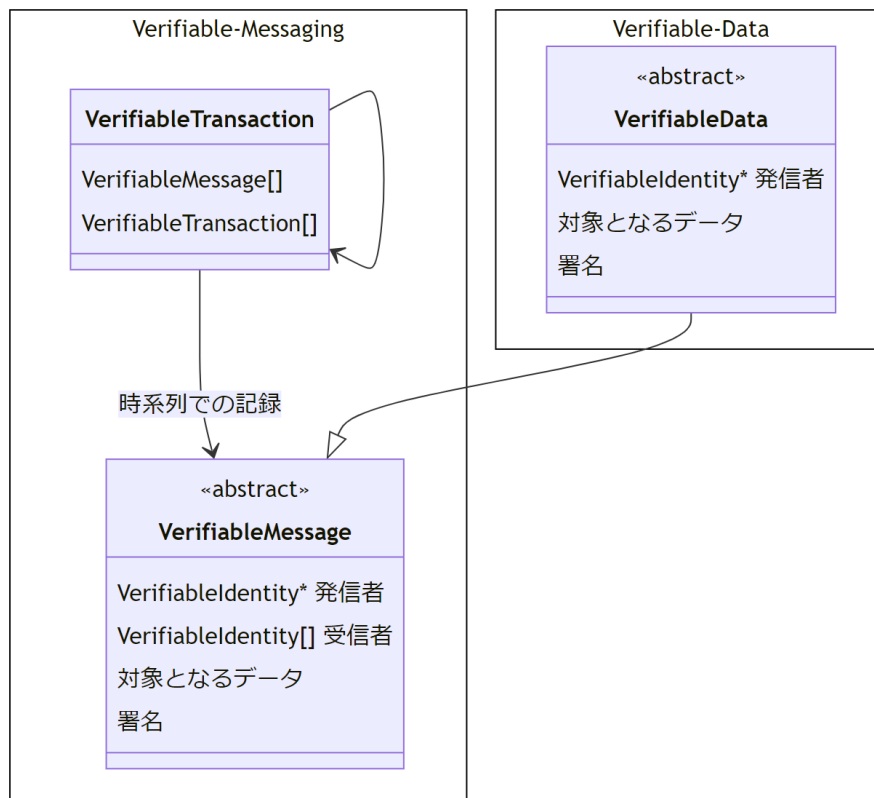 Verifiable-Messaging
VerifiableTransaction
VerifiableMessage[]
VerifiableTransaction[]
時系列での記録
«abstract»
VerifiableMessage
VerifiableIdentity* 発信者
VerifiableIdentity[] 受信者
対象となるデータ
署名
Verifiable-Data
«abstract»
VerifiableData
VerifiableIdentity* 発信者
対象となるデータ
署名